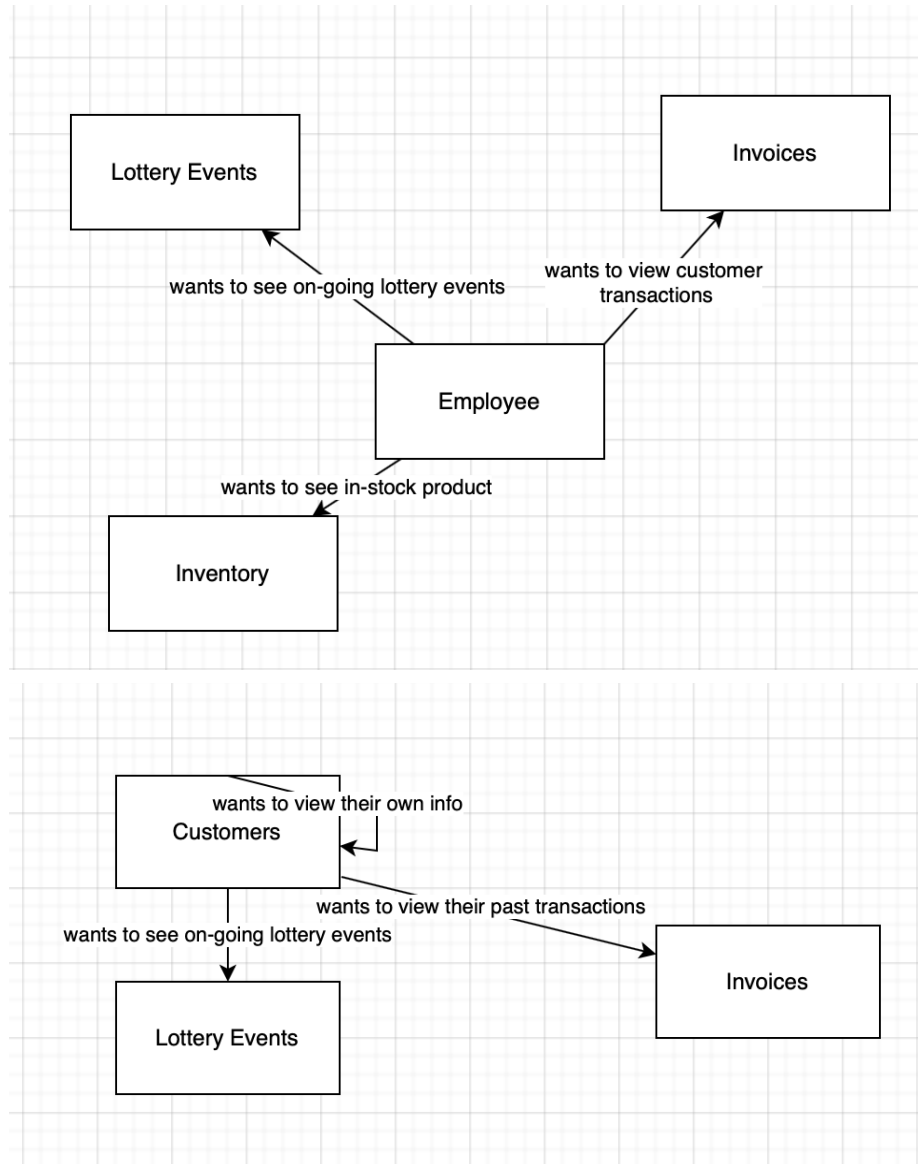 Invoices
Lottery Events
wants to see on-going lottery events
wants to view customer
transactions
Employee
wants to see in-stock product
Inventory
wants to view their own info
Customers
wants to view their past transactions
wants to see on-going lottery events
Invoices
Lottery Events